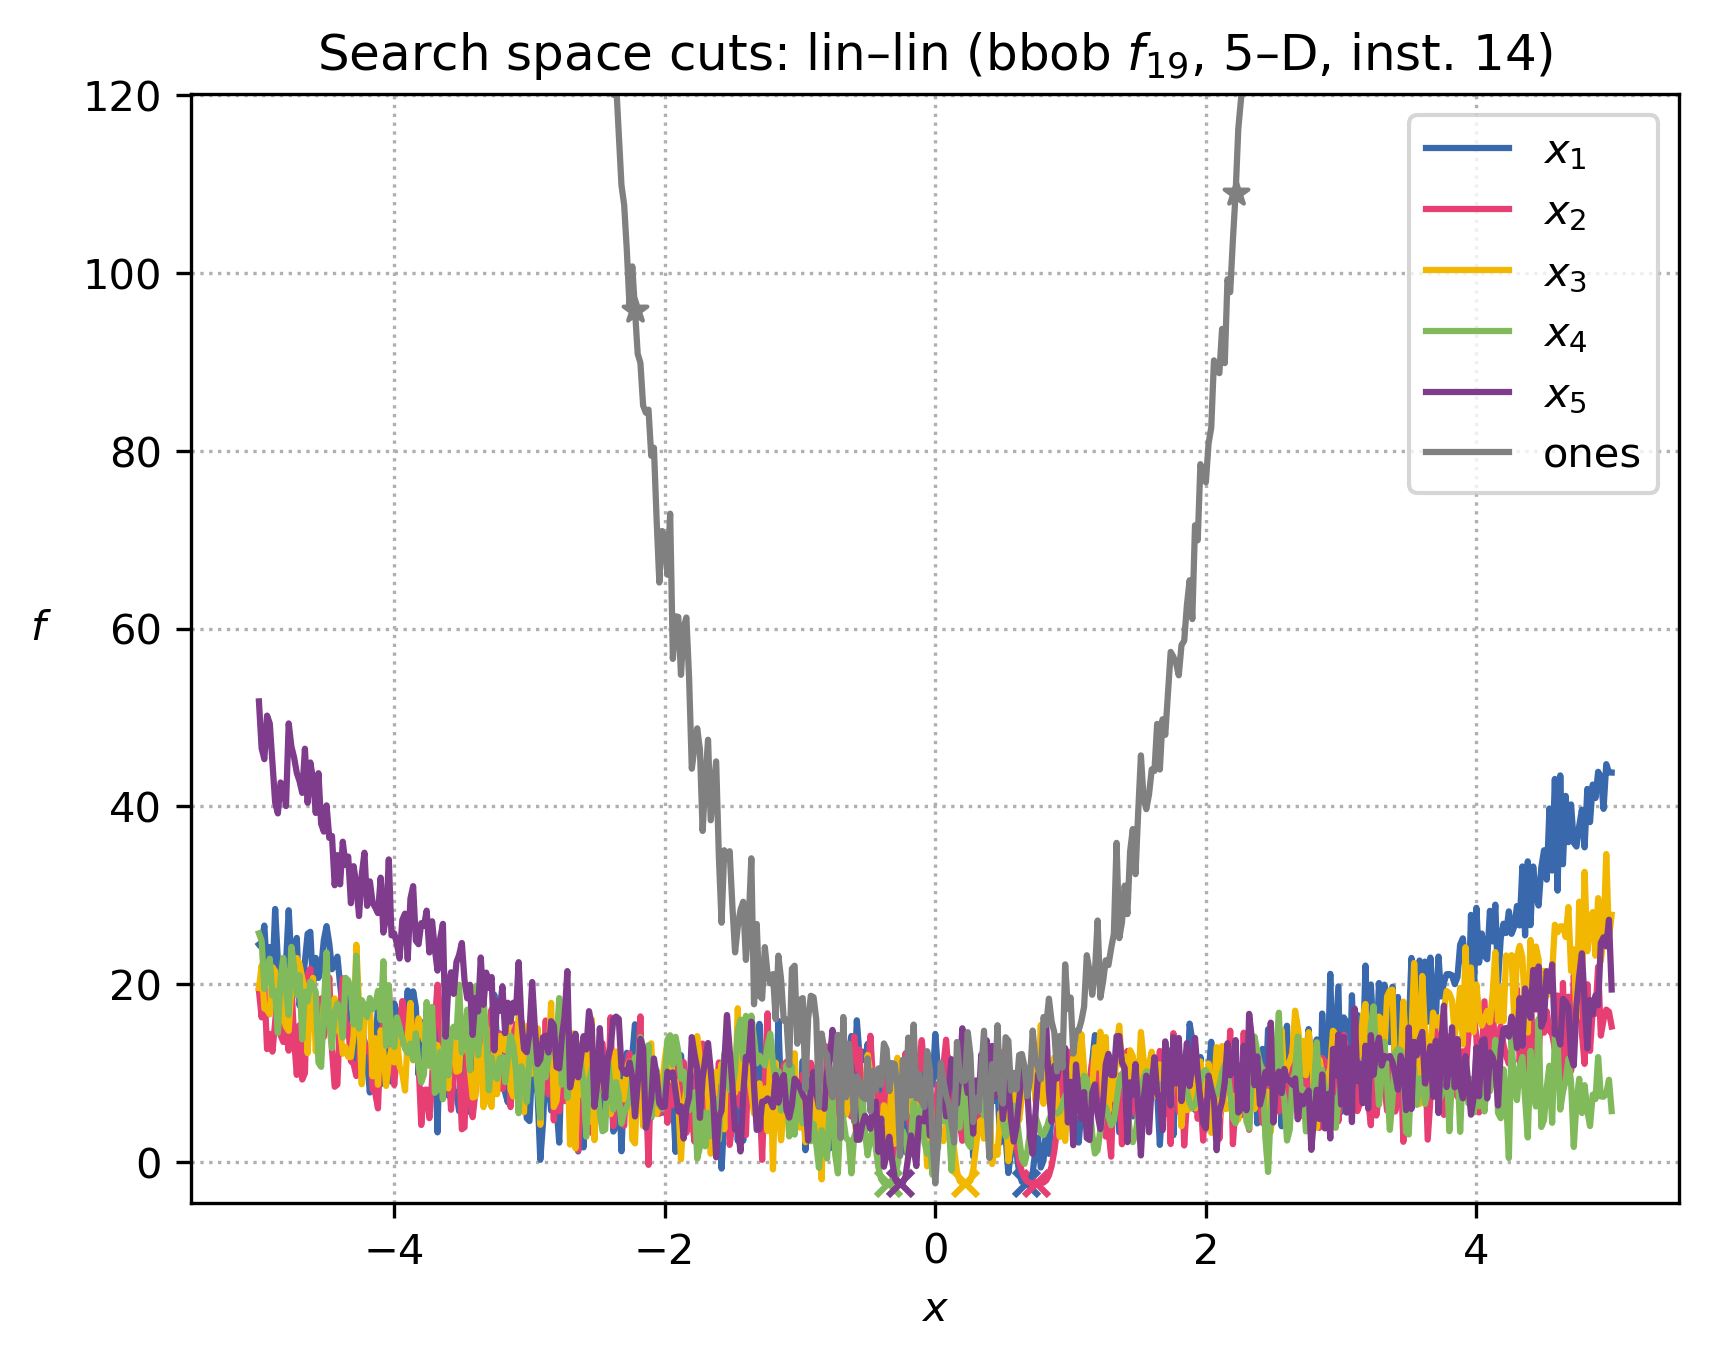 Search space cuts: lin–lin (bbob f19, 5–D, inst. 14)
120
100
80
60
40
20
0
f
−4
−2
0
2
4
x
x1
x2
x3
x4
x5
ones